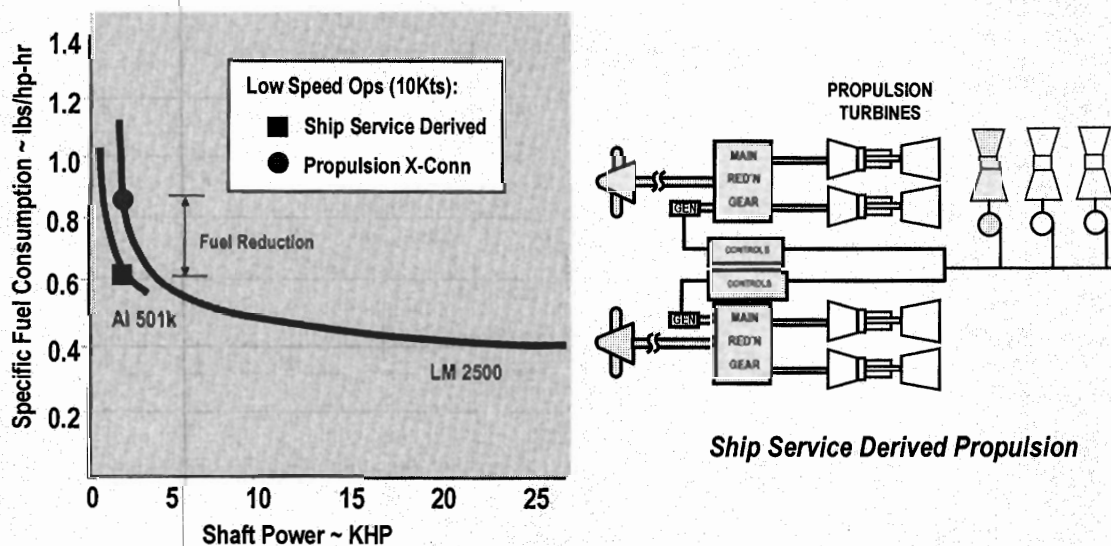 1.4
1.2
1.0
0.8
0.6
0.4
0.2
Specific Fuel Consumption ~ lbs/hp-hr
Low Speed Ops (10Kts):
Ship Service Derived
Propulsion X-Conn
Fuel Reduction
Al 501k
LM 2500
0 5 10 15 20 25
Shaft Power ~ KHP
PROPULSION
TURBINES
MAIN
RED'N
GEAR
GEN
CONTROLS
CONTROLS
GEN
MAIN
RED'N
GEAR
Ship Service Derived Propulsion